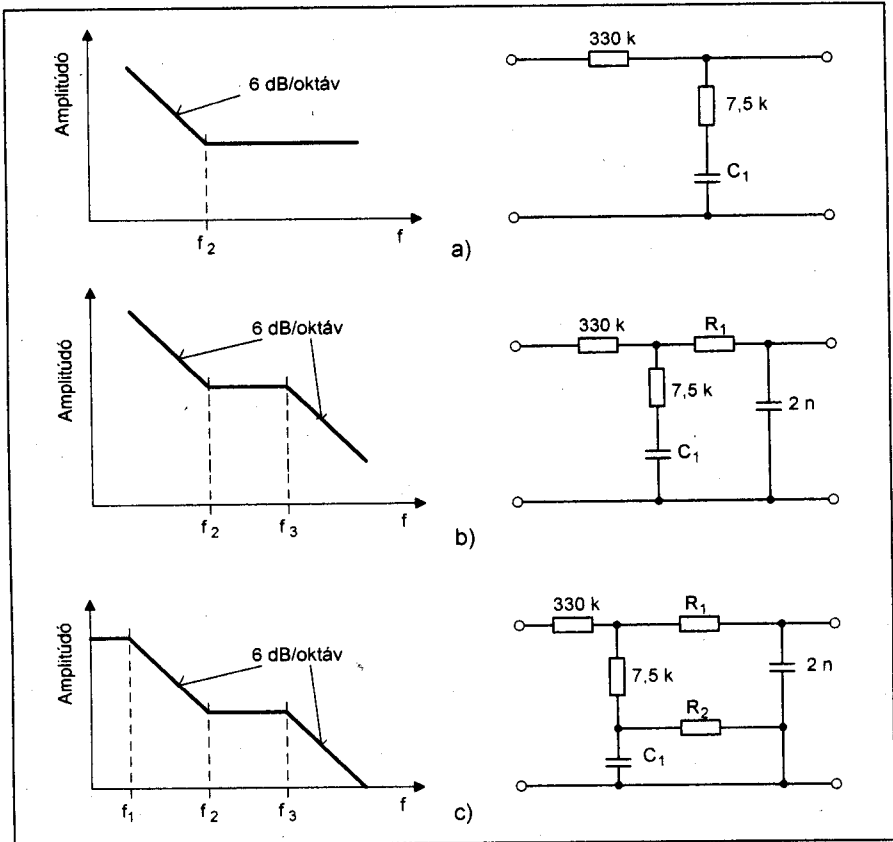 Amplitúdó
6 dB/oktáv
f2
f
330 k
7,5 k
C1
a)
Amplitúdó
6 dB/oktáv
f2
f3
f
330 k
R1
7,5 k
C1
2 n
b)
Amplitúdó
6 dB/oktáv
f1
f2
f3
f
330 k
R1
7,5 k
2 n
R2
C1
c)